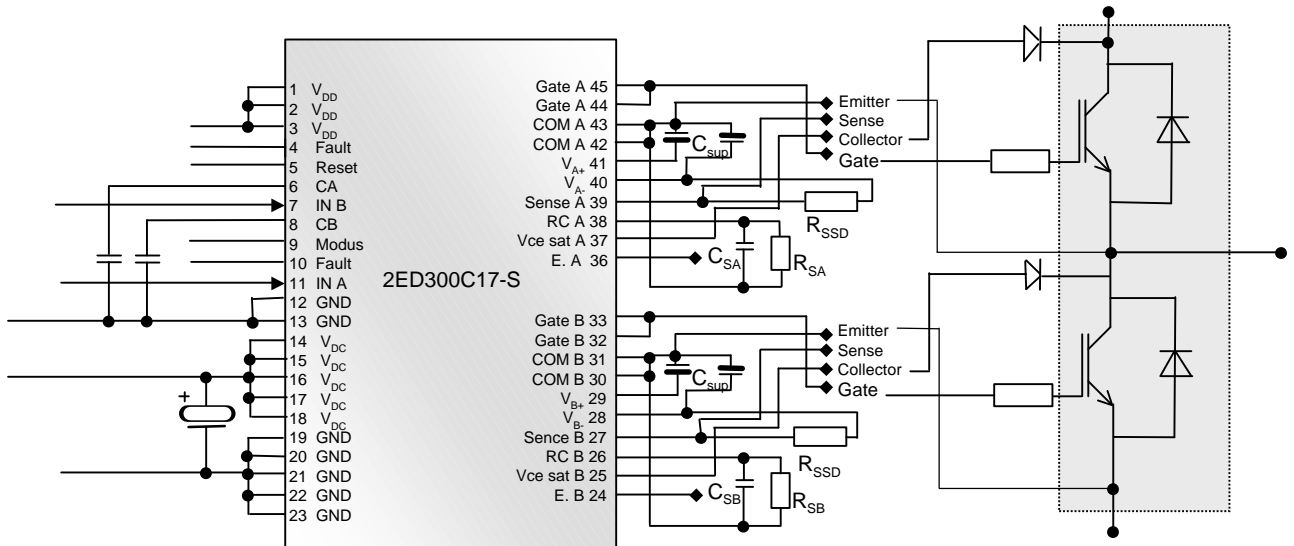 1 VDD
2 VDD
3 VDD
4 Fault
5 Reset
6 CA
7 IN B
8 CB
9 Modus
10 Fault
11 IN A
12 GND
13 GND
14 VDC
15 VDC
16 VDC
17 VDC
18 VDC
19 GND
20 GND
21 GND
22 GND
23 GND
+
2ED300C17-S
Gate A 45
Gate A 44
COM A 43
COM A 42
VA+ 41
VA- 40
Sense A 39
RC A 38
Vce sat A 37
E. A 36
Gate B 33
Gate B 32
COM B 31
COM B 30
VB+ 29
VB- 28
Sence B 27
RC B 26
Vce sat B 25
E. B 24
Csup
CSA
RSA
RSSD
Emitter
Sense
Collector
Gate
Csup
CSB
RSB
RSSD
Emitter
Sense
Collector
Gate